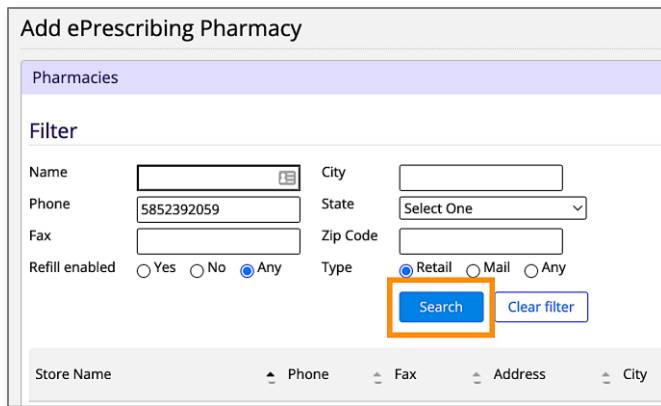 Add ePrescribing Pharmacy
Pharmacies
Filter
Name City
Phone 5852392059 State Select One
Fax Zip Code
Refill enabled Yes No Any Type Retail Mail Any
Search Clear filter
Store Name Phone Fax Address City